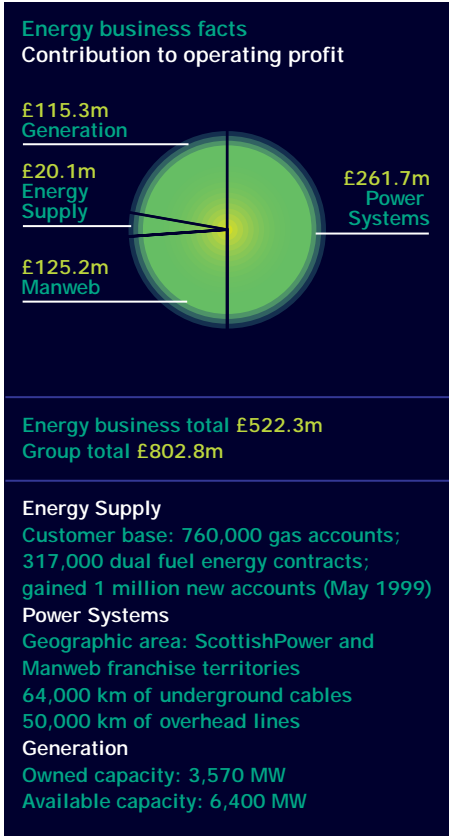 Energy business facts
Contribution to operating profit
£115.3m
Generation
£20.1m
Energy
Supply
£125.2m
Manweb
£261.7m
Power
Systems
Energy business total £522.3m
Group total £802.8m
Energy Supply
Customer base: 760,000 gas accounts;
317,000 dual fuel energy contracts;
gained 1 million new accounts (May 1999)
Power Systems
Geographic area: ScottishPower and
Manweb franchise territories
64,000 km of underground cables
50,000 km of overhead lines
Generation
Owned capacity: 3,570 MW
Available capacity: 6,400 MW